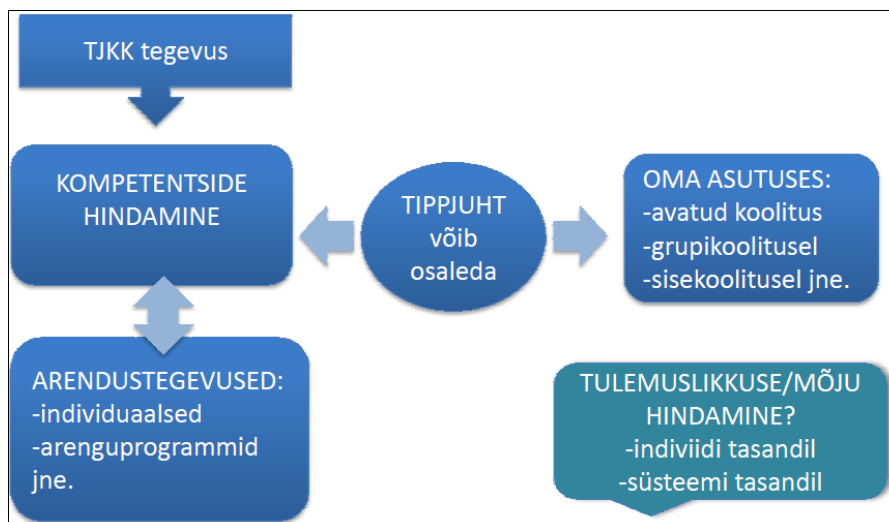 TJKK tegevus
KOMPETENTSIDE
HINDAMINE
TIPPJUHT
võib
osaleda
OMA ASUTUSES:
-avatud koolitus
-grupikoolitusel
-sisekoolitusel jne.
ARENDUSTEGEVUSED:
-individuaalsed
-arenguprogrammid
jne.
TULEMUSLIKKUSE/MÕJU
HINDAMINE?
-indiviidi tasandil
-süsteemi tasandil